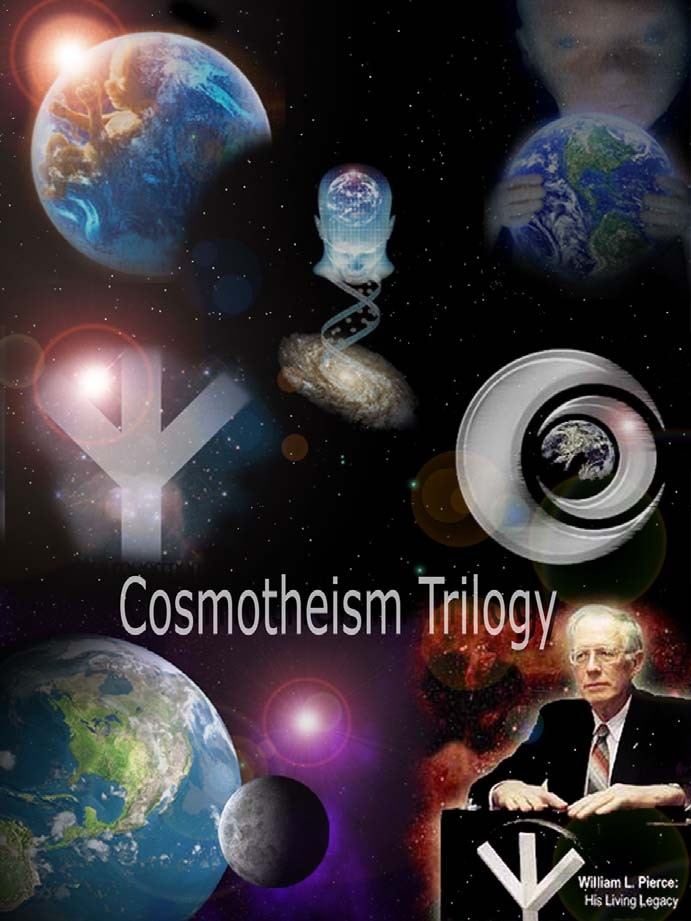 Cosmotheism Trilogy
William L. Pierce:
His Living Legacy